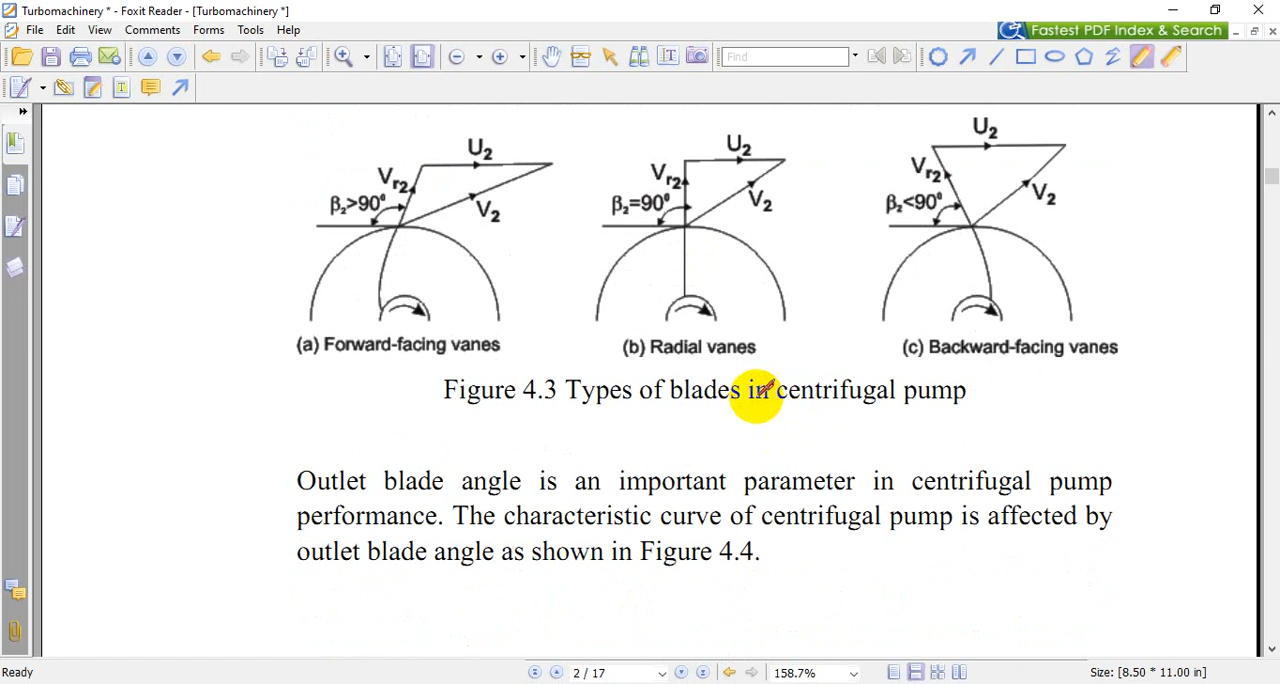 Turbomachinery * - Foxit Reader - [Turbomachinery *]
File Edit View Comments Forms Tools Help
Fastest PDF Index & Search
Find
U2 U2 U2
Vr2 Vr2 Vr2
β2>90⁰ β2=90⁰ β2<90⁰
V2 V2 V2
(a) Forward-facing vanes (b) Radial vanes (c) Backward-facing vanes
Figure 4.3 Types of blades in centrifugal pump
Outlet blade angle is an important parameter in centrifugal pump
performance. The characteristic curve of centrifugal pump is affected by
outlet blade angle as shown in Figure 4.4.
Ready 2 / 17 158.7% Size: [8.50 * 11.00 in]